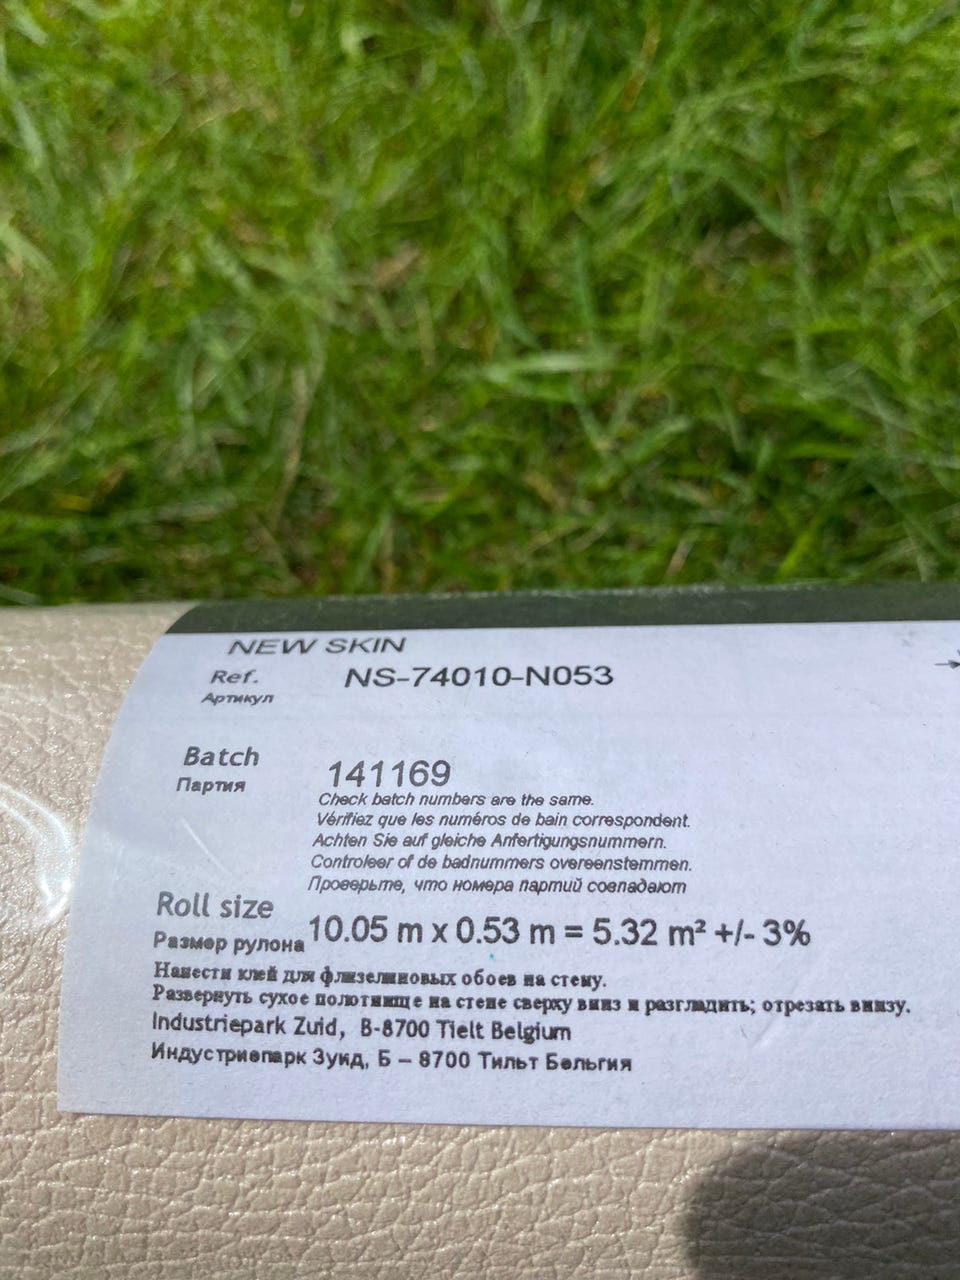 NEW SKIN
Ref. NS-74010-N053
Артикул
Batch 141169
Партия
Check batch numbers are the same.
Vérifiez que les numéros de bain correspondent.
Achten Sie auf gleiche Anfertigungsnummern.
Controleer of de badnummers overeenstemmen.
Проверьте, что номера партий совпадают
Roll size 10.05 m x 0.53 m = 5.32 m² +/- 3%
Размер рулона
Нанести клей для флизелиновых обоев на стену.
Развернуть сухое полотнище на стене сверху вниз и разгладить; отрезать внизу.
Industriepark Zuid, B-8700 Tielt Belgium
Индустриепарк Зуид, Б – 8700 Тильт Бельгия